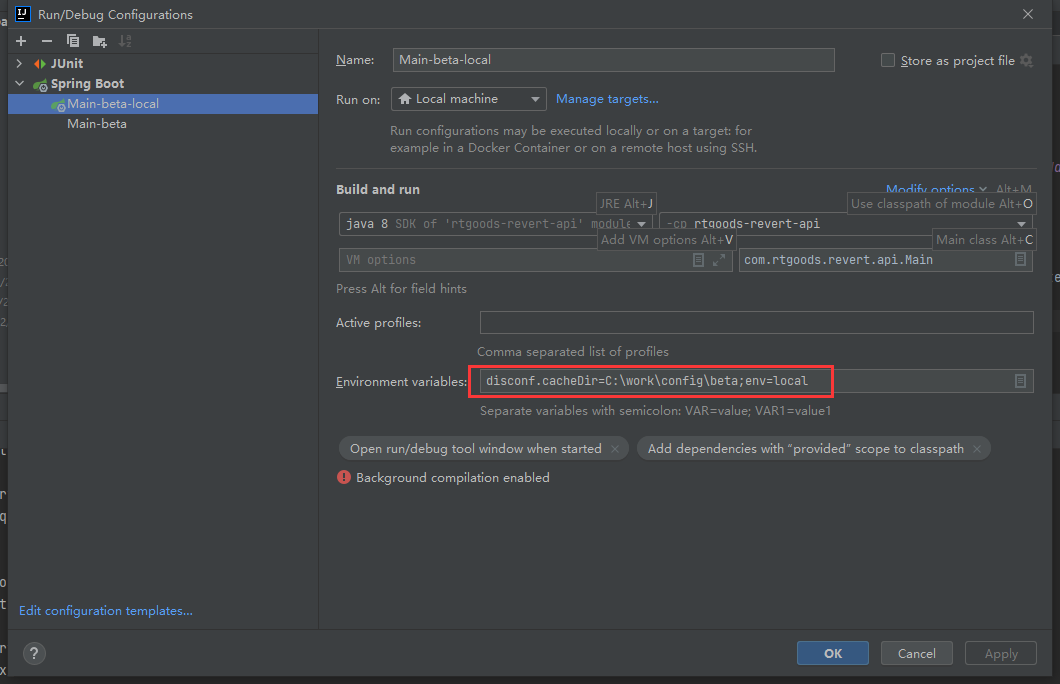 Run/Debug Configurations
JUnit
Spring Boot
Main-beta-local
Main-beta
Name: Main-beta-local Store as project file
Run on: Local machine Manage targets...
Run configurations may be executed locally or on a target: for
example in a Docker Container or on a remote host using SSH.
Build and run Modify options Alt+M
JRE Alt+J Use classpath of module Alt+O
java 8 SDK of 'rtgoods-revert-api' module -cp rtgoods-revert-api
Add VM options Alt+V Main class Alt+C
VM options com.rtgoods.revert.api.Main
Press Alt for field hints
Active profiles:
Comma separated list of profiles
Environment variables: disconf.cacheDir=C:\work\config\beta;env=local
Separate variables with semicolon: VAR=value; VAR1=value1
Open run/debug tool window when started × Add dependencies with “provided” scope to classpath ×
Background compilation enabled
Edit configuration templates...
? OK Cancel Apply